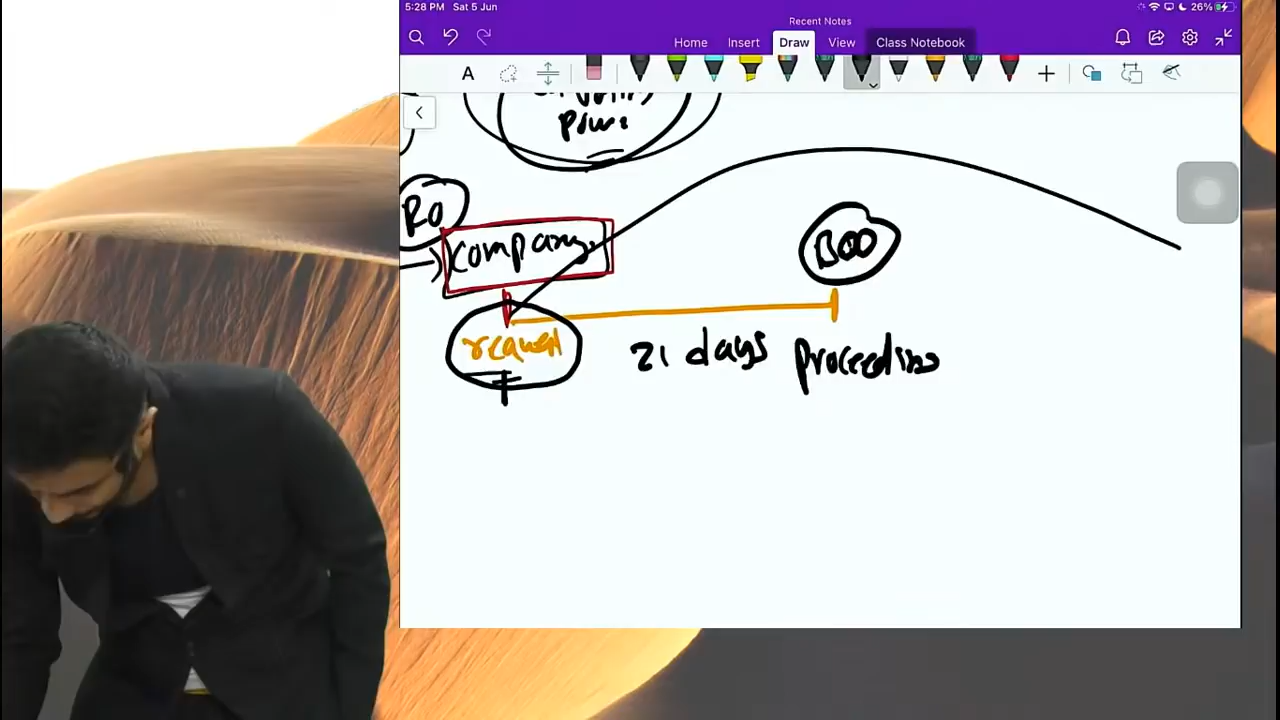 5:28 PM Sat 5 Jun 26%
Recent Notes
Home Insert Draw View Class Notebook
A
RO
company.
BOD
21 days